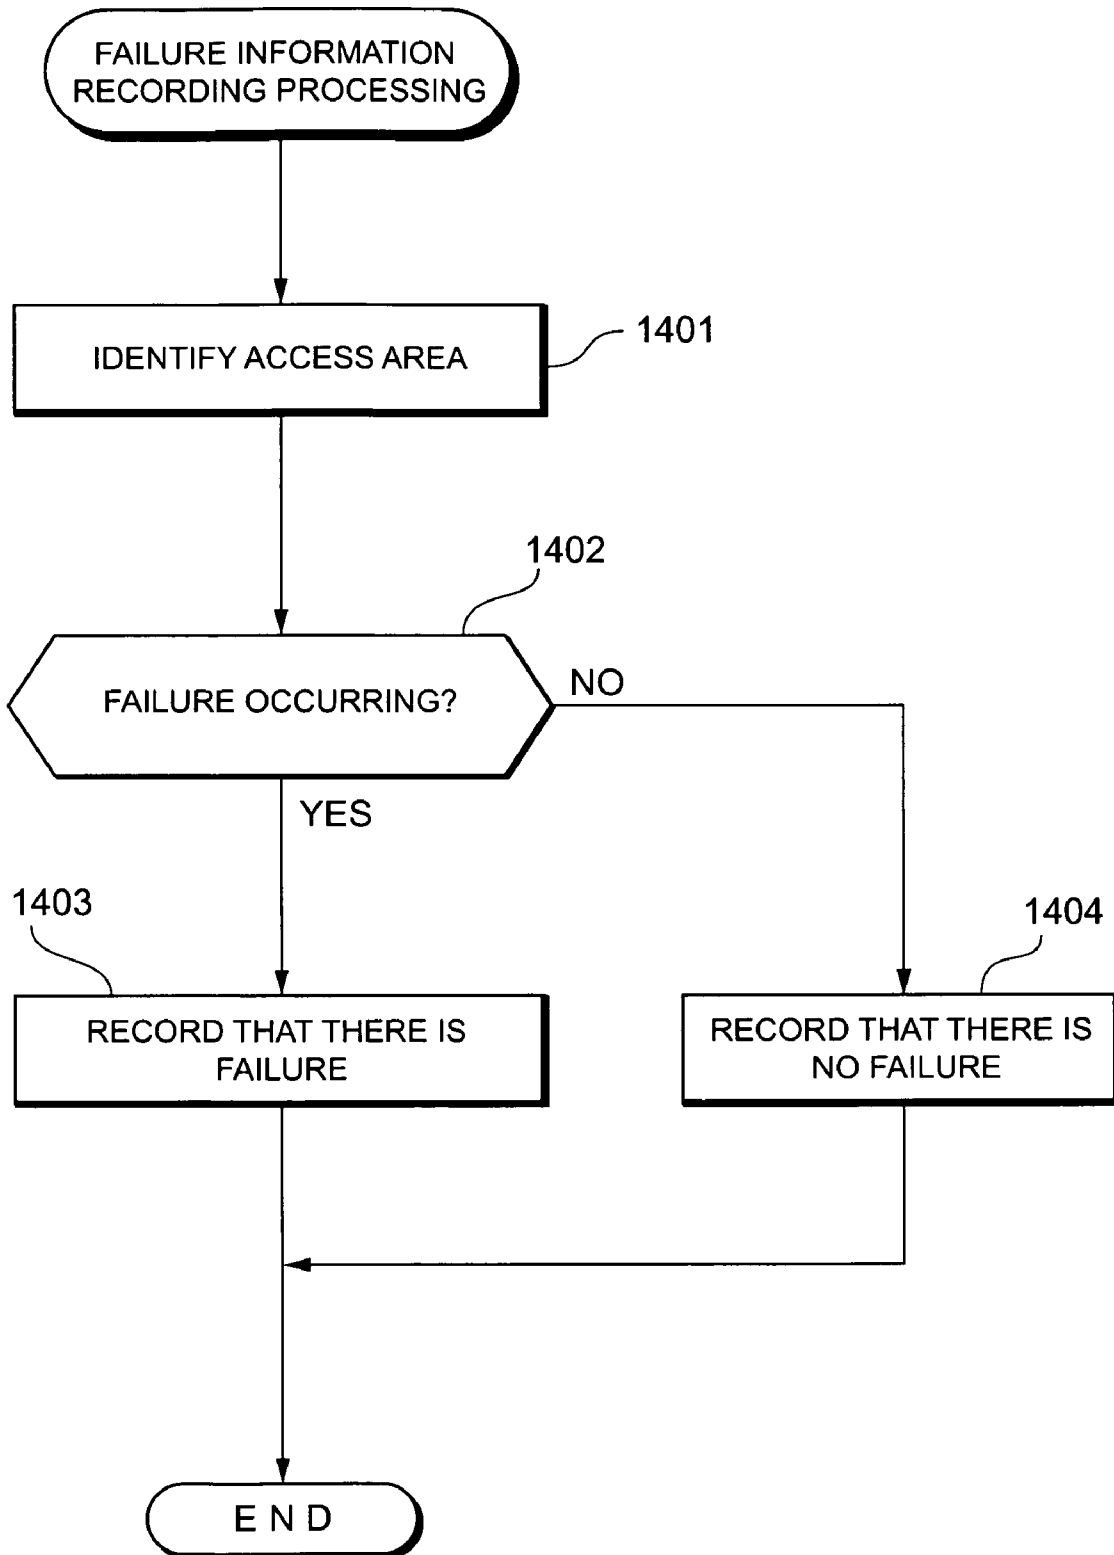 FAILURE INFORMATION
RECORDING PROCESSING
IDENTIFY ACCESS AREA
1401
1402
FAILURE OCCURRING?
NO
YES
1403
1404
RECORD THAT THERE IS
FAILURE
RECORD THAT THERE IS
NO FAILURE
E N D